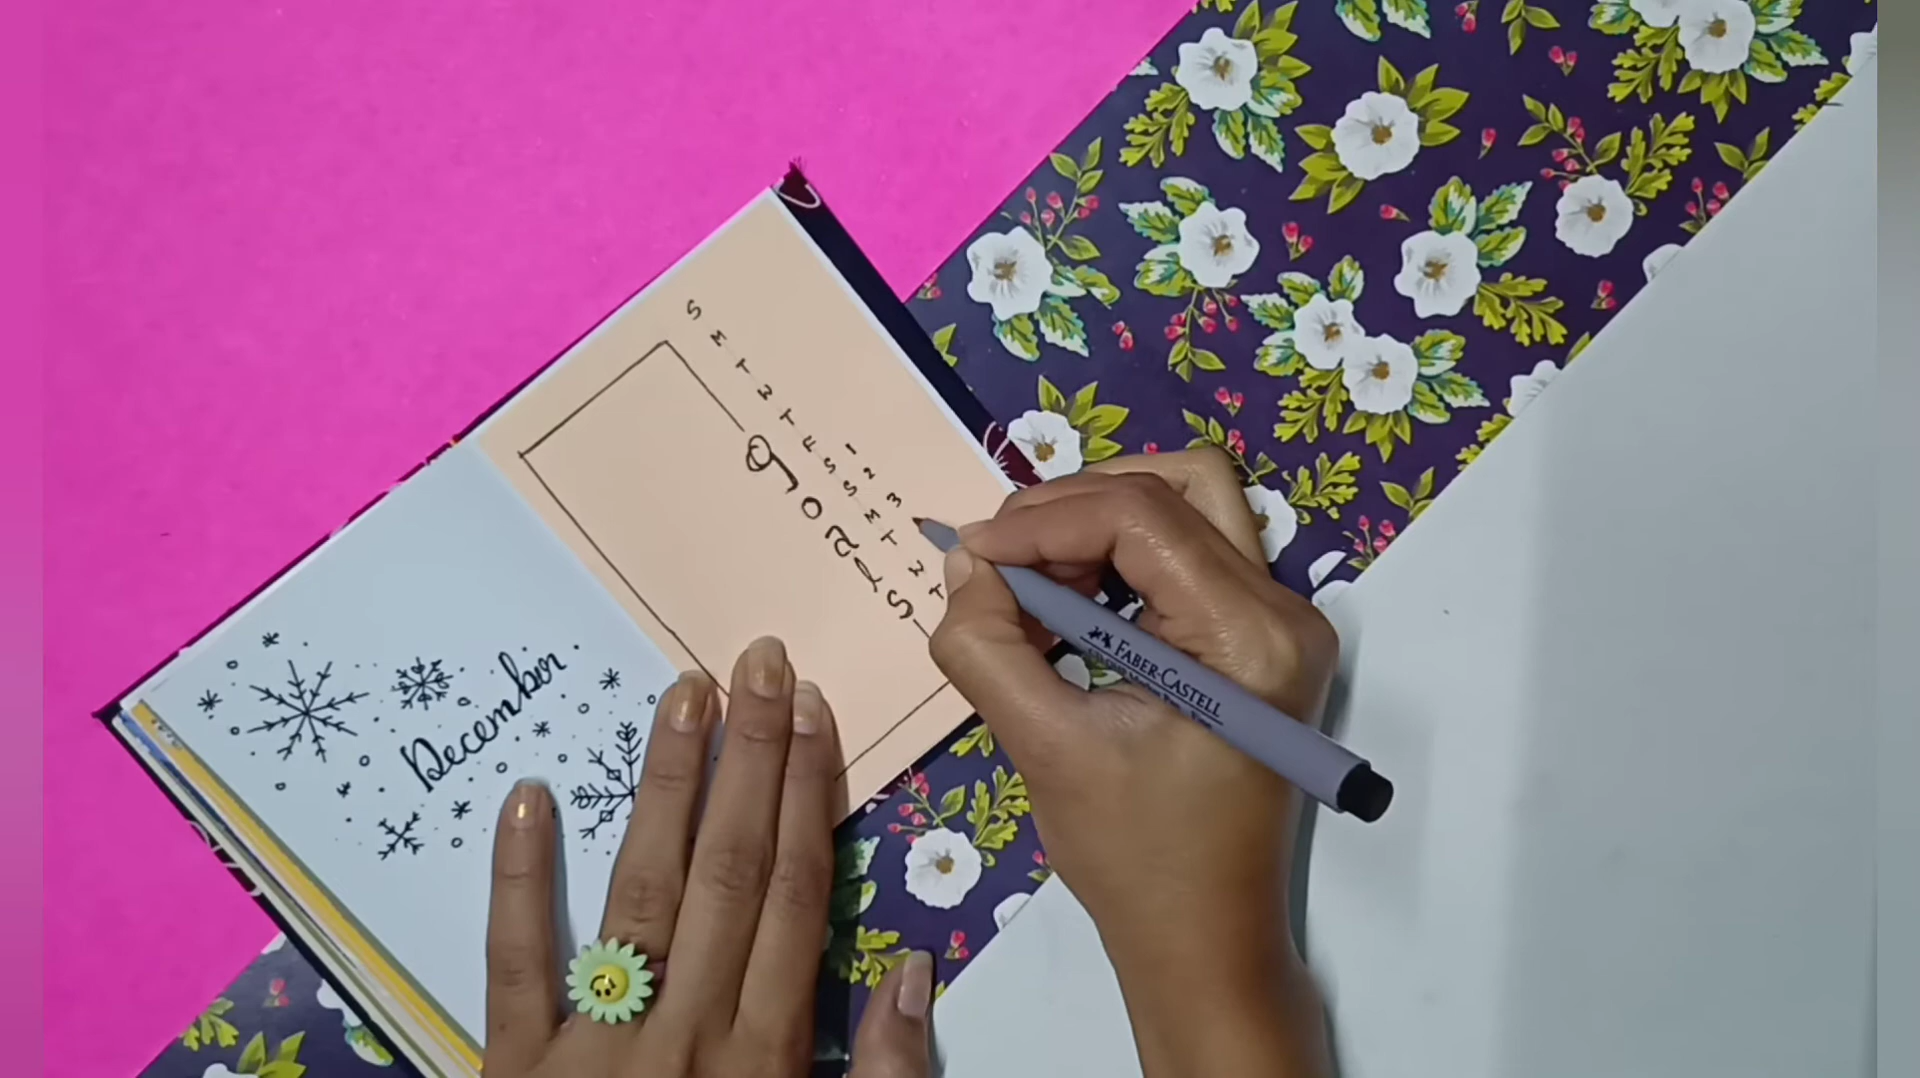 December
S M T W T F S S M T W T
1 2 3
Goals
FABER-CASTELL